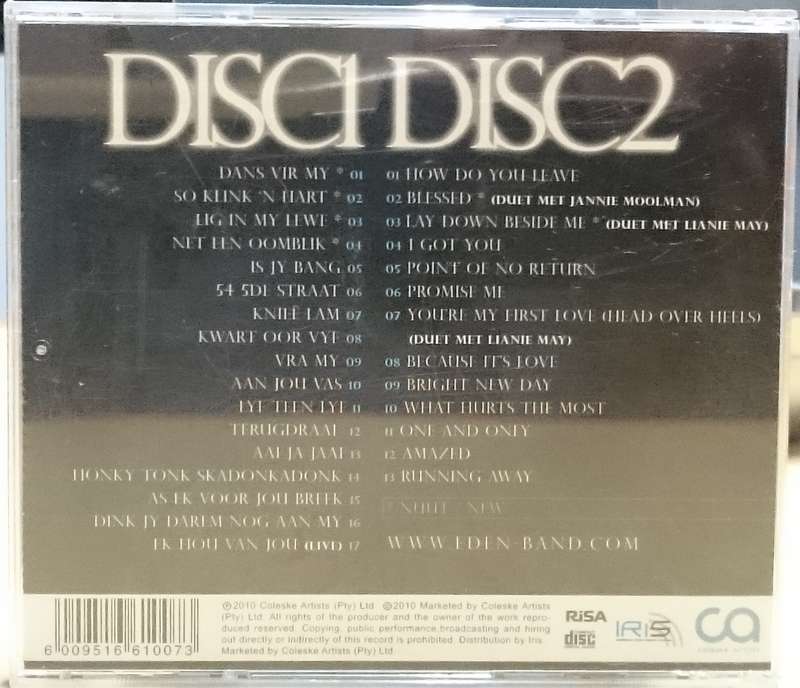 DISC1 DISC2
DANS VIR MY * 01
SO KLINK 'N HART * 02
LIG IN MY LEWE * 03
NET EEN OOMBLIK * 04
IS JY BANG 05
54 5DE STRAAT 06
KNIEË LAM 07
KWART OOR VYF 08
VRA MY 09
AAN JOU VAS 10
LYF TEEN LYF 11
TERUGDRAAI 12
AAI JA JAAI 13
HONKY TONK SKADONKADONK 14
AS EK VOOR JOU BREEK 15
DINK JY DAREM NOG AAN MY 16
EK HOU VAN JOU (LIVE) 17
01 HOW DO YOU LEAVE
02 BLESSED * (DUET MET JANNIE MOOLMAN)
03 LAY DOWN BESIDE ME * (DUET MET LIANIE MAY)
04 I GOT YOU
05 POINT OF NO RETURN
06 PROMISE ME
07 YOU'RE MY FIRST LOVE (HEAD OVER HEELS)
(DUET MET LIANIE MAY)
08 BECAUSE IT'S LOVE
09 BRIGHT NEW DAY
10 WHAT HURTS THE MOST
11 ONE AND ONLY
12 AMAZED
13 RUNNING AWAY
* NUUT / NEW
WWW.EDEN-BAND.COM
6 009516 610073
℗2010 Coleske Artists (Pty) Ltd ©2010 Marketed by Coleske Artists
(Pty) Ltd. All rights of the producer and the owner of the work repro-
duced reserved. Copying, public performance,broadcasting and hiring
out directly or indirectly of this record is prohibited. Distribution by Iris.
Marketed by Coleske Artists (Pty) Ltd
RiSA
disc
IRIS
ca
COLESKE ARTISTS